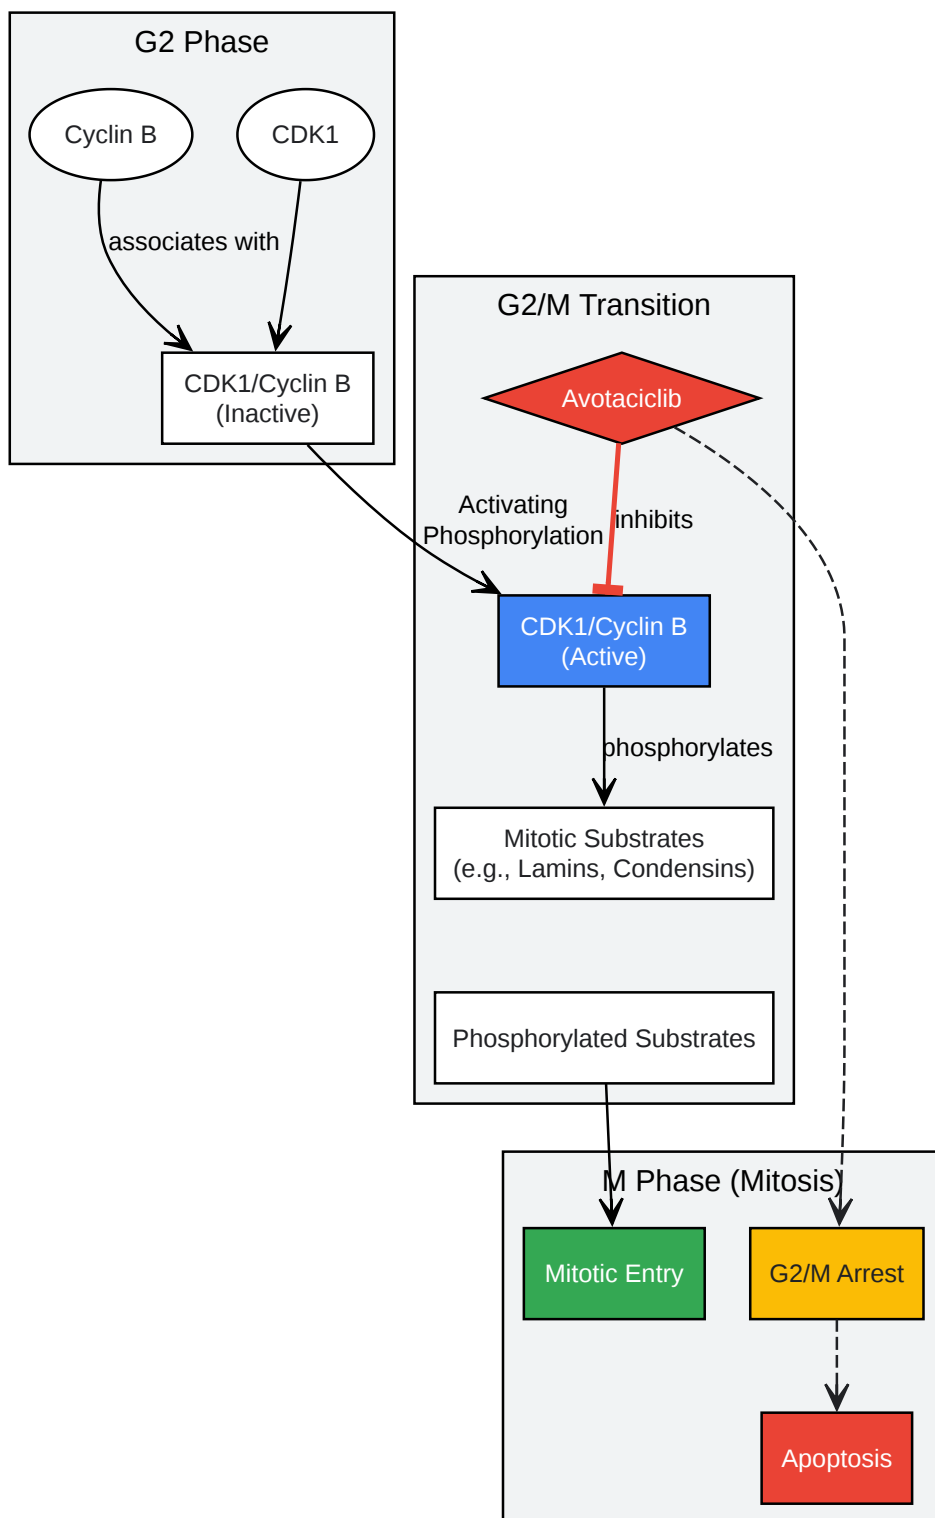 G2 Phase
Cyclin B
CDK1
associates with
CDK1/Cyclin B
(Inactive)
G2/M Transition
Avotaciclib
Activating
Phosphorylation
inhibits
CDK1/Cyclin B
(Active)
phosphorylates
Mitotic Substrates
(e.g., Lamins, Condensins)
Phosphorylated Substrates
M Phase (Mitosis)
Mitotic Entry
G2/M Arrest
Apoptosis